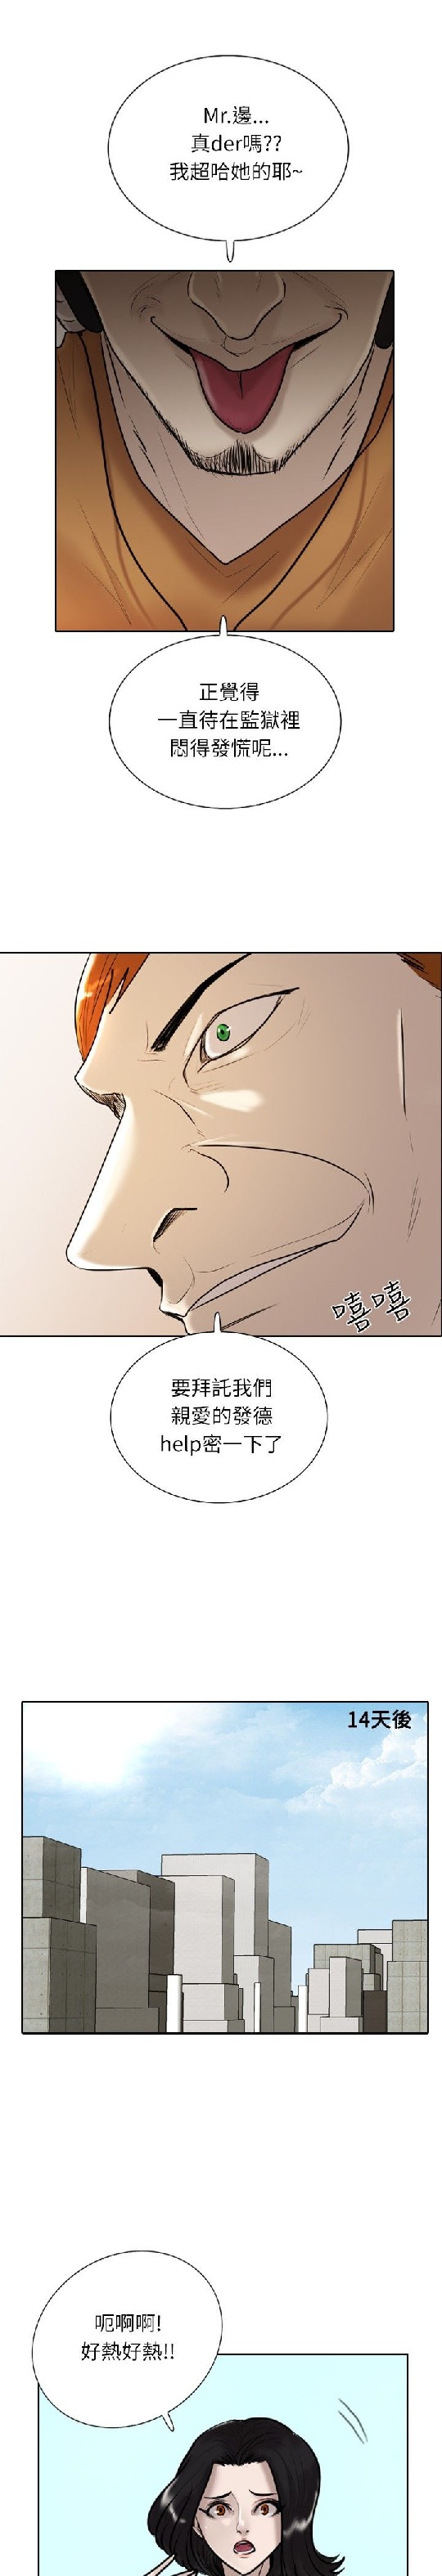 Mr.邊...
真der嗎??
我超哈她的耶~
正覺得
一直待在監獄裡
悶得發慌呢...
嘻嘻
要拜託我們
親愛的發德
help密一下了
14天後
呃啊啊!
好熱好熱!!